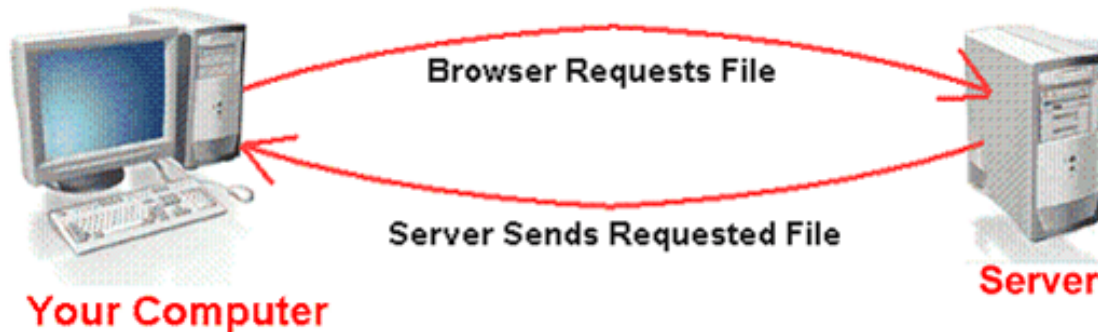 Browser Requests File
Server Sends Requested File
Server
Your Computer